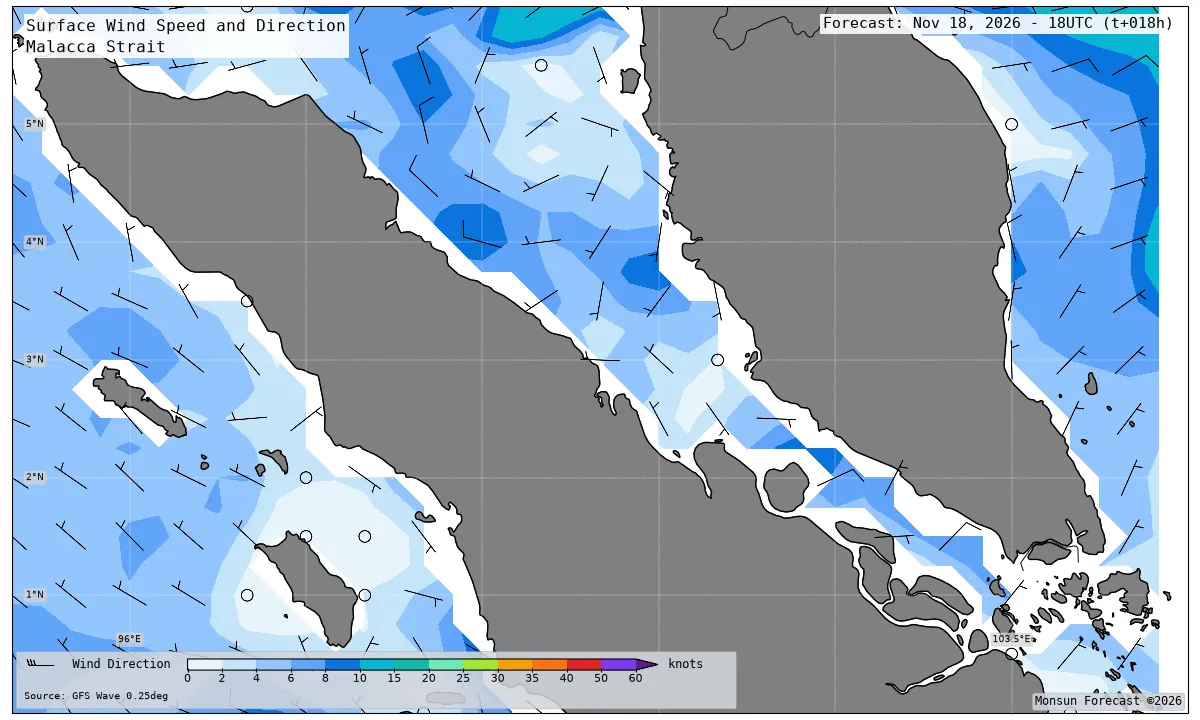 Surface Wind Speed and Direction
Malacca Strait
Forecast: Nov 18, 2026 - 18UTC (t+018h)
5°N
4°N
3°N
2°N
1°N
96°E
103.5°E
Wind Direction
knots
0 2 4 6 8 10 15 20 25 30 35 40 50 60
Source: GFS Wave 0.25deg
Monsun Forecast ©2026